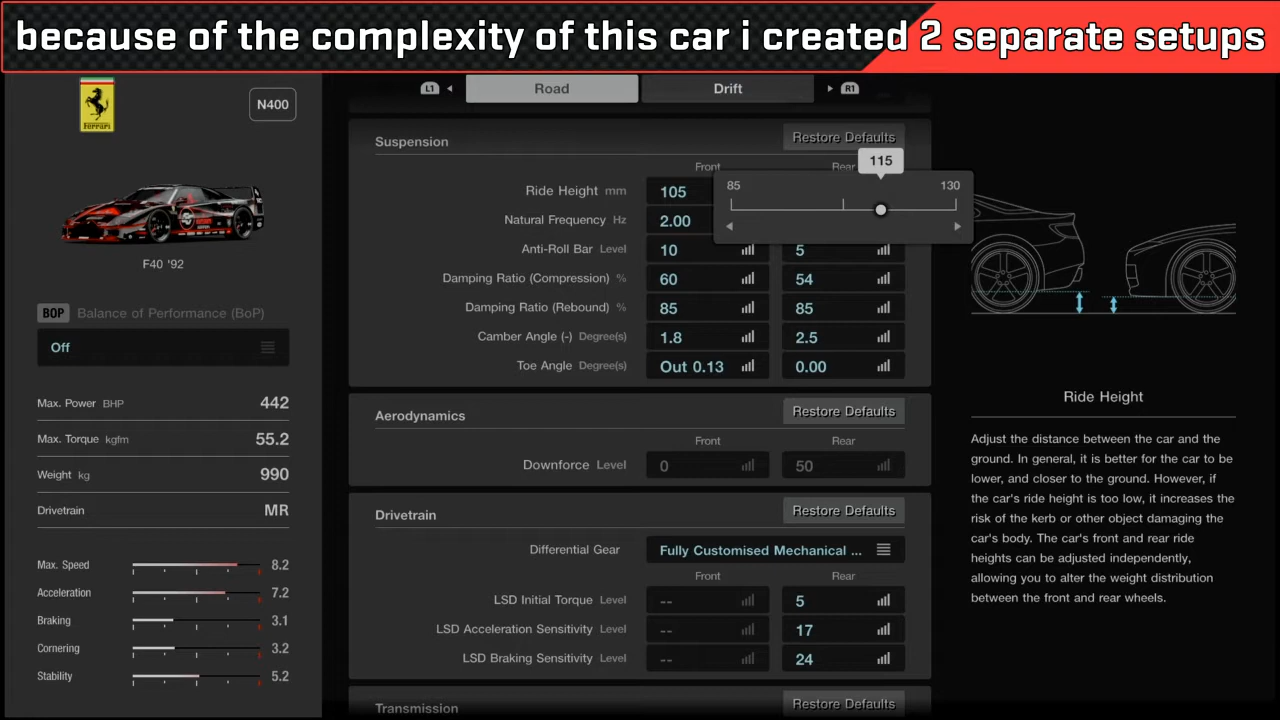 because of the complexity of this car i created 2 separate setups
Ferrari
N400
L1 Road Drift R1
F40 '92
BOP Balance of Performance (BoP)
Off
Max. Power BHP 442
Max. Torque kgfm 55.2
Weight kg 990
Drivetrain MR
Max. Speed 8.2
Acceleration 7.2
Braking 3.1
Cornering 3.2
Stability 5.2
Suspension Restore Defaults
Front Rear
115
85 130
Ride Height mm 105
Natural Frequency Hz 2.00
Anti-Roll Bar Level 10 5
Damping Ratio (Compression) % 60 54
Damping Ratio (Rebound) % 85 85
Camber Angle (-) Degree(s) 1.8 2.5
Toe Angle Degree(s) Out 0.13 0.00
Aerodynamics Restore Defaults
Front Rear
Downforce Level 0 50
Drivetrain Restore Defaults
Differential Gear Fully Customised Mechanical ...
Front Rear
LSD Initial Torque Level -- 5
LSD Acceleration Sensitivity Level -- 17
LSD Braking Sensitivity Level -- 24
Transmission Restore Defaults
Ride Height
Adjust the distance between the car and the
ground. In general, it is better for the car to be
lower, and closer to the ground. However, if
the car's ride height is too low, it increases the
risk of the kerb or other object damaging the
car's body. The car's front and rear ride
heights can be adjusted independently,
allowing you to alter the weight distribution
between the front and rear wheels.